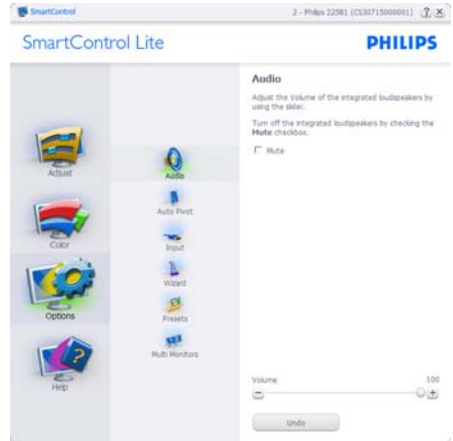 SmartControl
2 - Philips 225B1 (CS30715000001)
SmartControl Lite
PHILIPS
Adjust
Color
Options
Help
Audio
Auto Pivot
Input
Wizard
Presets
Multi Monitors
Audio
Adjust the Volume of the integrated loudspeakers by
using the slider.
Turn off the integrated loudspeakers by checking the
Mute checkbox.
Mute
Volume 100
Undo